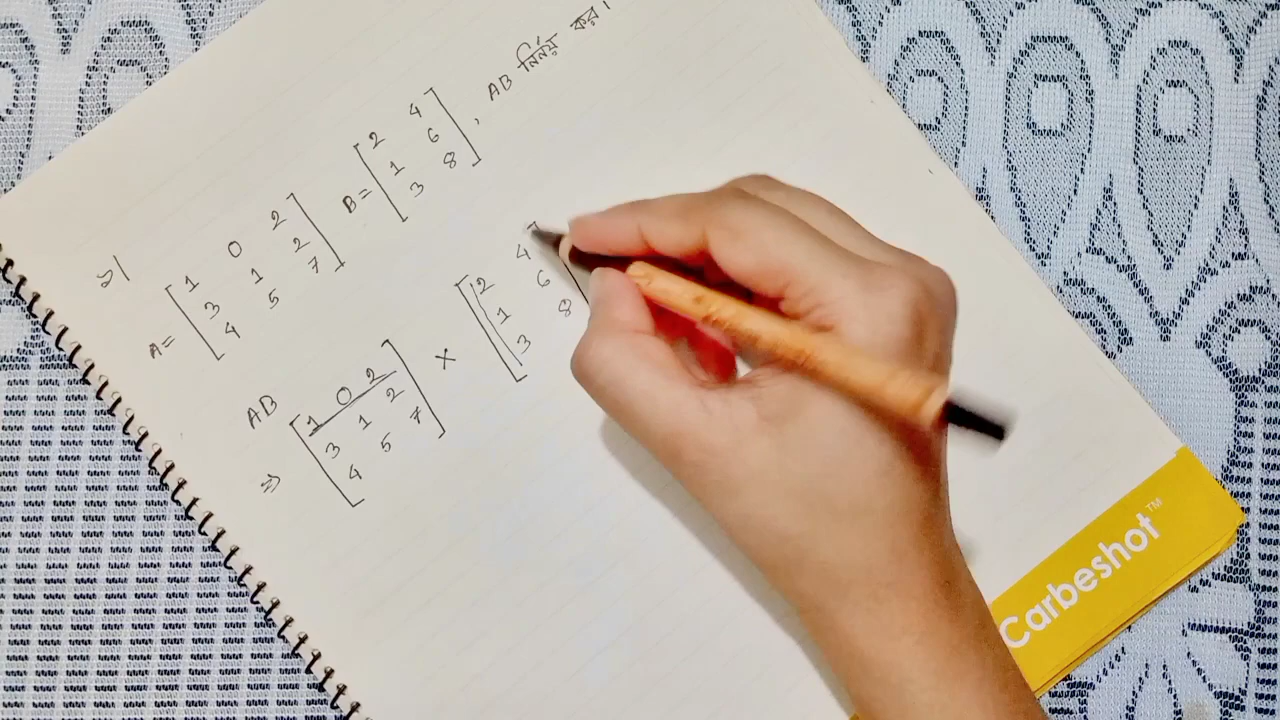 ১।
A = [ 1 0 2
3 1 2
4 5 7 ]
B = [ 2 4
1 6
3 8 ] , AB নির্নয় কর।
AB
⇒ [ 1 0 2
3 1 2
4 5 7 ] × [ 2 4
1 6
3 8
Carbeshot™